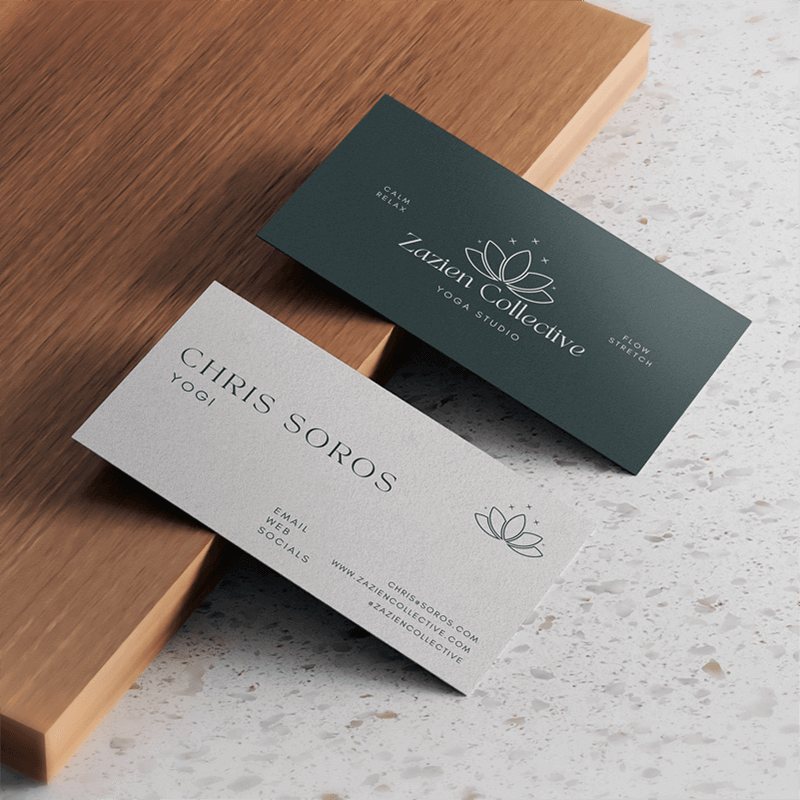 CALM
RELAX
Zazien Collective
YOGA STUDIO
FLOW
STRETCH
CHRIS SOROS
YOGI
EMAIL
WEB
SOCIALS
CHRIS@SOROS.COM
WWW.ZAZIENCOLLECTIVE.COM
@ZAZIENCOLLECTIVE